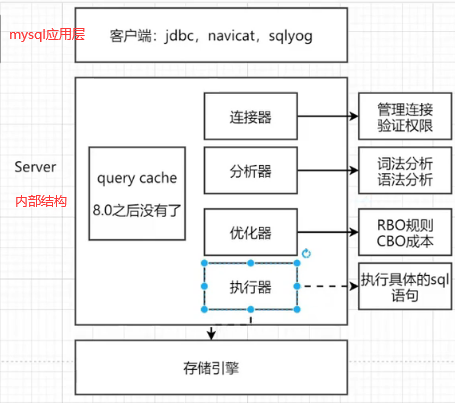 mysql应用层
客户端：jdbc，navicat，sqlyog
Server
内部结构
query cache
8.0之后没有了
连接器
管理连接
验证权限
分析器
词法分析
语法分析
优化器
RBO规则
CBO成本
执行器
执行具体的sql
语句
存储引擎